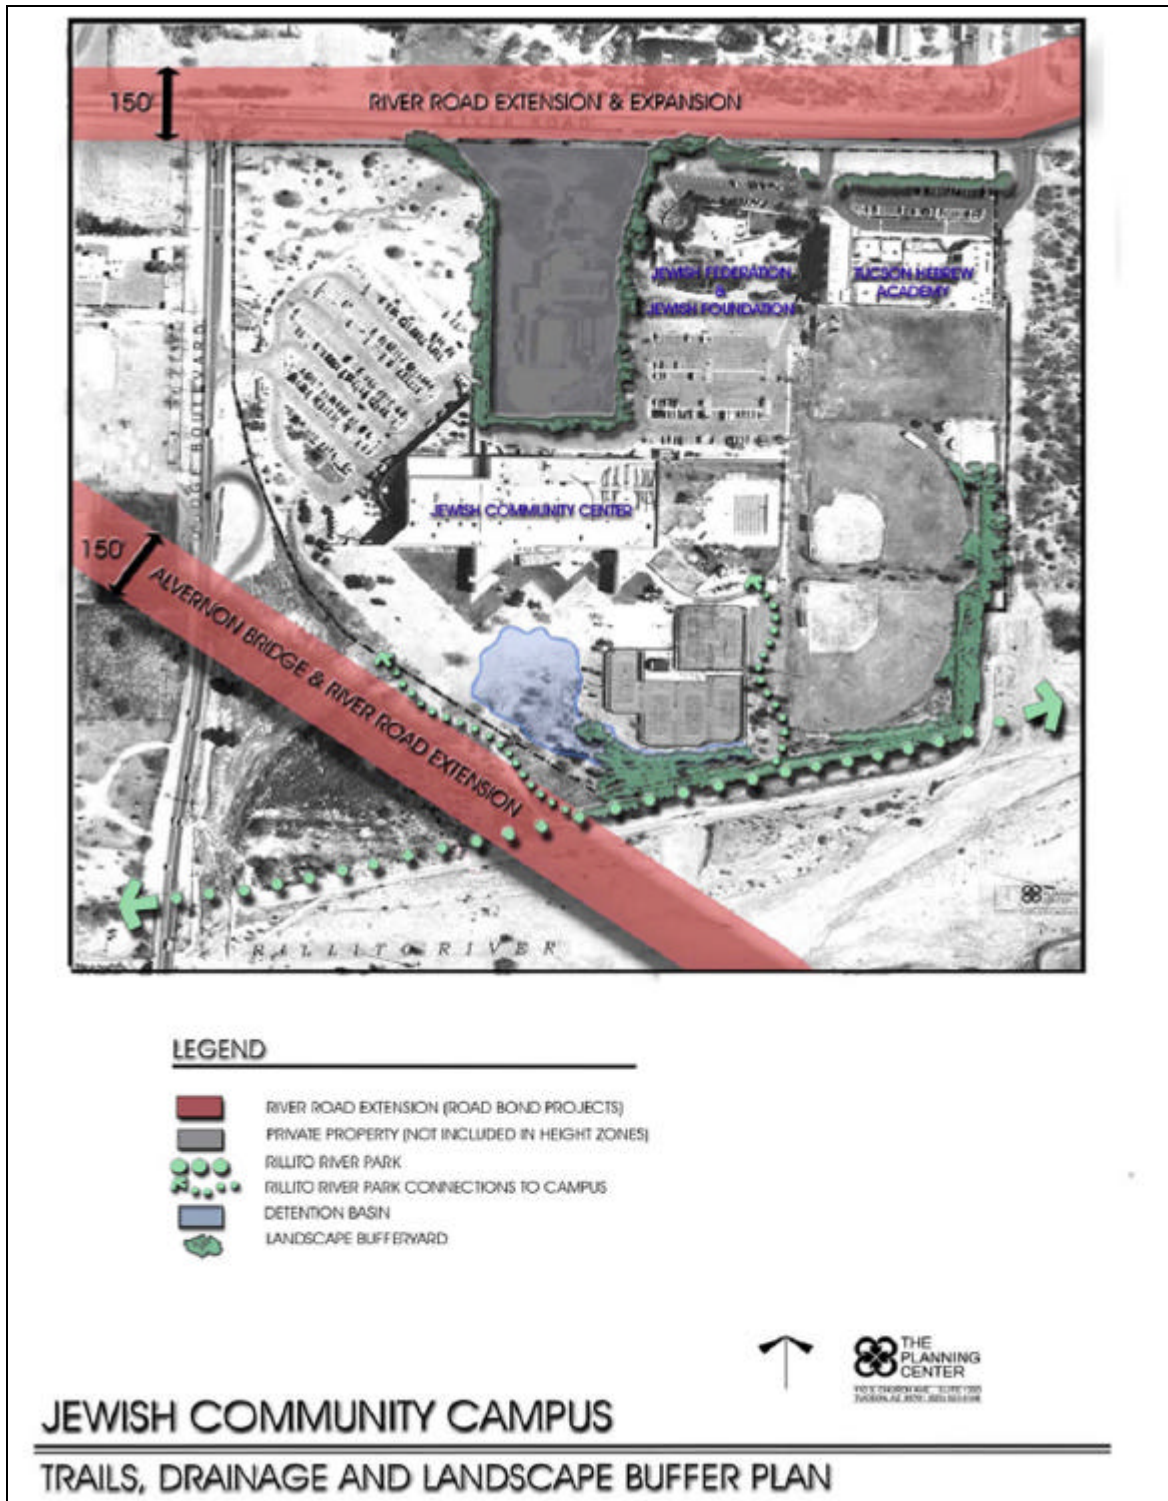 150'
RIVER ROAD EXTENSION & EXPANSION
RIVER ROAD
JEWISH FEDERATION
&
JEWISH FOUNDATION
TUCSON HEBREW
ACADEMY
BOULEVARD
JEWISH COMMUNITY CENTER
150'
ALVERNON BRIDGE & RIVER ROAD EXTENSION
RILLITO RIVER
LEGEND
RIVER ROAD EXTENSION (ROAD BOND PROJECTS)
PRIVATE PROPERTY (NOT INCLUDED IN HEIGHT ZONES)
RILLITO RIVER PARK
RILLITO RIVER PARK CONNECTIONS TO CAMPUS
DETENTION BASIN
LANDSCAPE BUFFERYARD
THE
PLANNING
CENTER
JEWISH COMMUNITY CAMPUS
TRAILS, DRAINAGE AND LANDSCAPE BUFFER PLAN